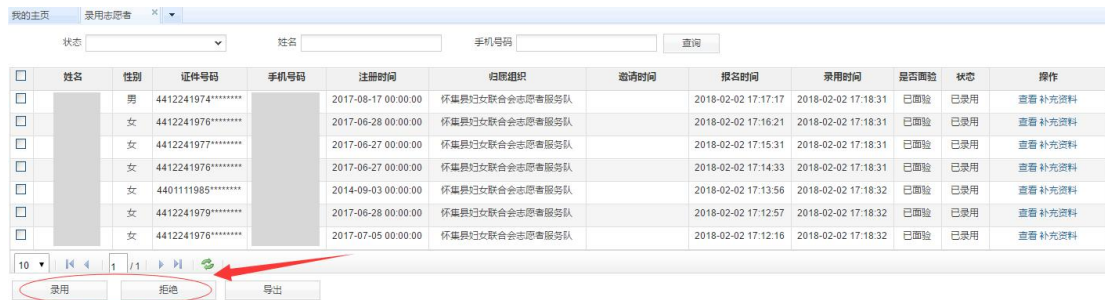 我的主页 录用志愿者
状态 姓名 手机号码 查询
姓名 性别 证件号码 手机号码 注册时间 归属组织 邀请时间 报名时间 录用时间 是否面验 状态 操作
男 4412241974******** 2017-08-17 00:00:00 怀集县妇女联合会志愿者服务队 2018-02-02 17:17:17 2018-02-02 17:18:31 已面验 已录用 查看 补充资料
女 4412241976******** 2017-06-28 00:00:00 怀集县妇女联合会志愿者服务队 2018-02-02 17:16:21 2018-02-02 17:18:31 已面验 已录用 查看 补充资料
女 4412241977******** 2017-06-27 00:00:00 怀集县妇女联合会志愿者服务队 2018-02-02 17:15:31 2018-02-02 17:18:31 已面验 已录用 查看 补充资料
女 4412241976******** 2017-06-27 00:00:00 怀集县妇女联合会志愿者服务队 2018-02-02 17:14:33 2018-02-02 17:18:31 已面验 已录用 查看 补充资料
女 4401111985******** 2014-09-03 00:00:00 怀集县妇女联合会志愿者服务队 2018-02-02 17:13:56 2018-02-02 17:18:32 已面验 已录用 查看 补充资料
女 4412241979******** 2017-06-28 00:00:00 怀集县妇女联合会志愿者服务队 2018-02-02 17:12:57 2018-02-02 17:18:32 已面验 已录用 查看 补充资料
女 4412241976******** 2017-07-05 00:00:00 怀集县妇女联合会志愿者服务队 2018-02-02 17:12:16 2018-02-02 17:18:32 已面验 已录用 查看 补充资料
10 1 / 1
录用 拒绝 导出